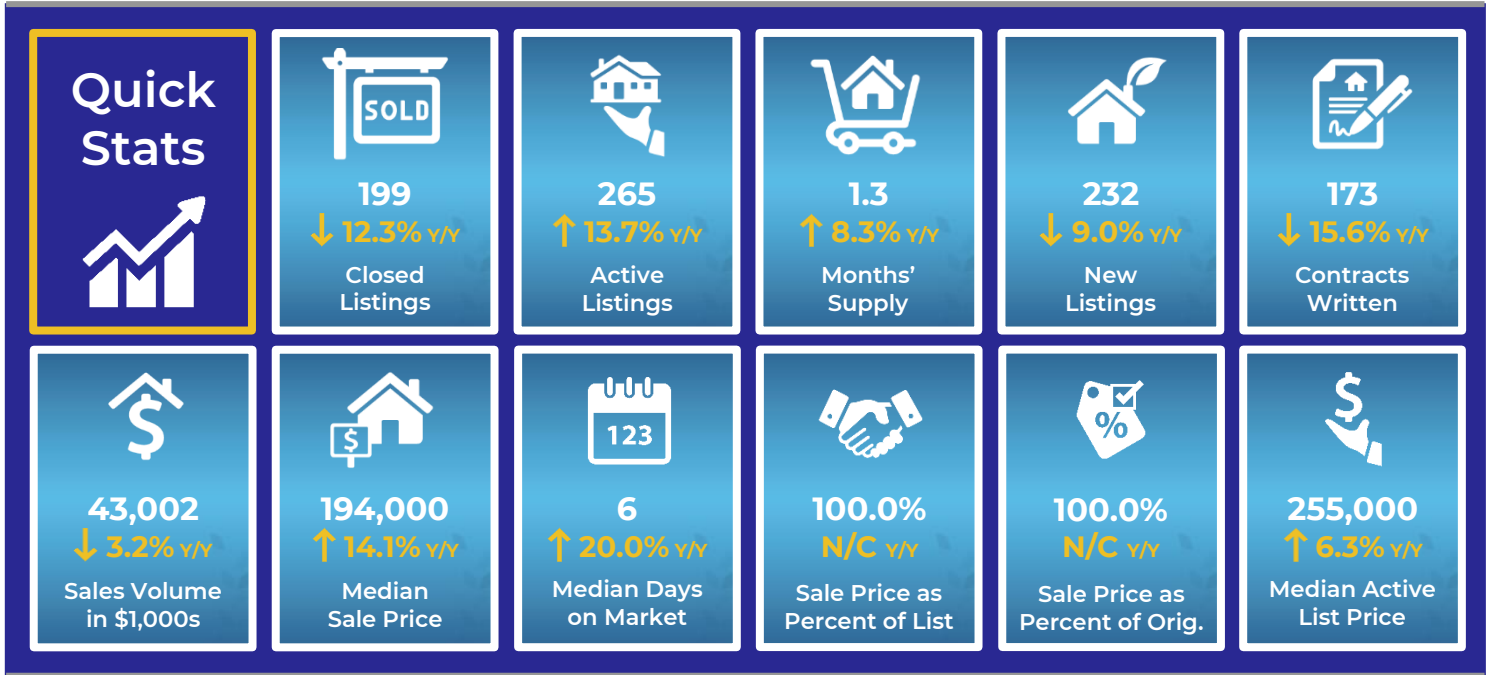 Quick
Stats
SOLD
199
↓ 12.3% Y/Y
Closed
Listings
265
↑ 13.7% Y/Y
Active
Listings
1.3
↑ 8.3% Y/Y
Months’
Supply
232
↓ 9.0% Y/Y
New
Listings
173
↓ 15.6% Y/Y
Contracts
Written
$
43,002
↓ 3.2% Y/Y
Sales Volume
in $1,000s
$
194,000
↑ 14.1% Y/Y
Median
Sale Price
123
6
↑ 20.0% Y/Y
Median Days
on Market
100.0%
N/C Y/Y
Sale Price as
Percent of List
%
100.0%
N/C Y/Y
Sale Price as
Percent of Orig.
$
255,000
↑ 6.3% Y/Y
Median Active
List Price